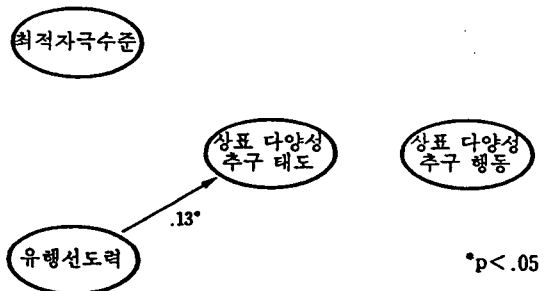 최적자극수준
상표 다양성
추구 태도
상표 다양성
추구 행동
.13*
유행선도력
*p< .05